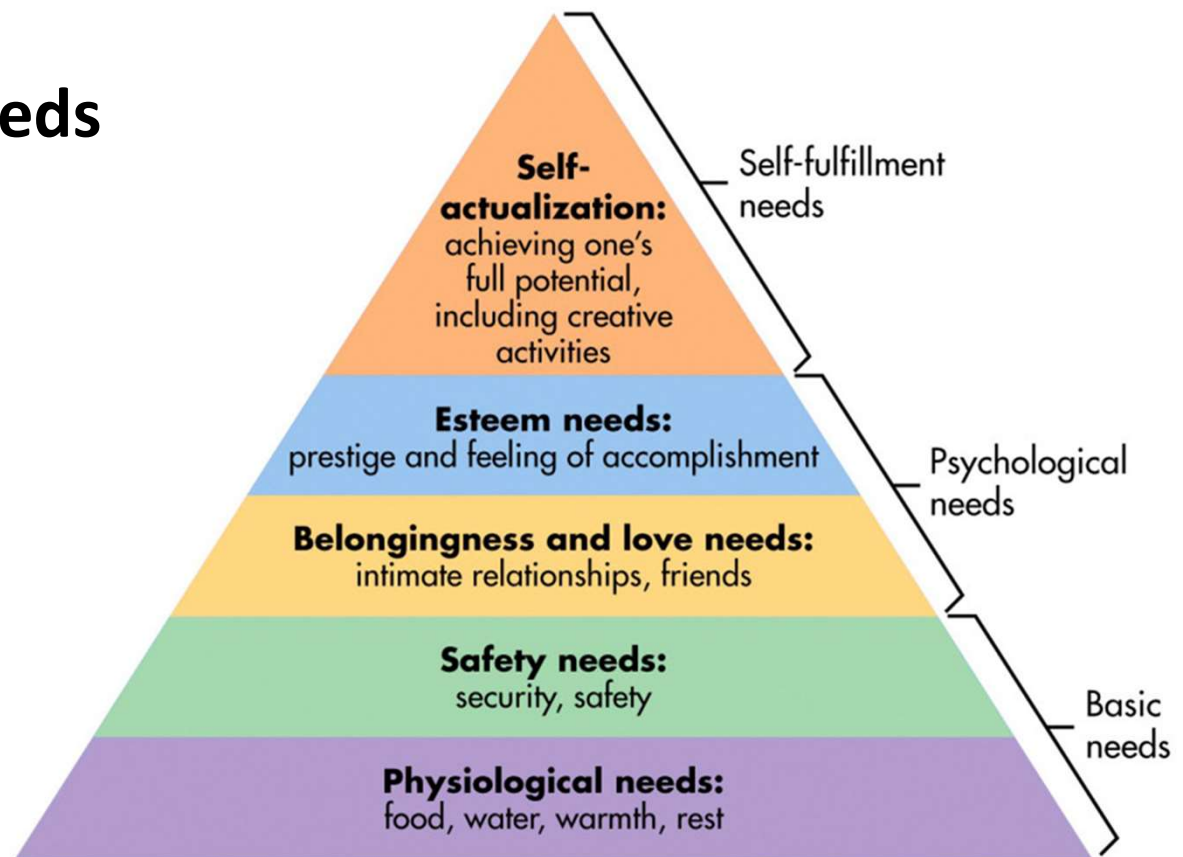 eds
Self-
actualization:
achieving one's
full potential,
including creative
activities
Self-fulfillment
needs
Esteem needs:
prestige and feeling of accomplishment
Psychological
needs
Belongingness and love needs:
intimate relationships, friends
Safety needs:
security, safety
Basic
needs
Physiological needs:
food, water, warmth, rest